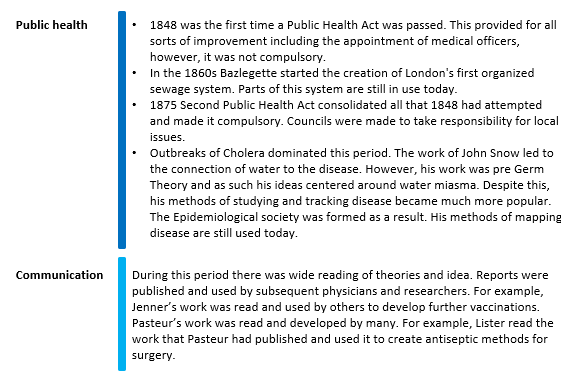 Public health
• 1848 was the first time a Public Health Act was passed. This provided for all
sorts of improvement including the appointment of medical officers,
however, it was not compulsory.
• In the 1860s Bazlegette started the creation of London's first organized
sewage system. Parts of this system are still in use today.
• 1875 Second Public Health Act consolidated all that 1848 had attempted
and made it compulsory. Councils were made to take responsibility for local
issues.
• Outbreaks of Cholera dominated this period. The work of John Snow led to
the connection of water to the disease. However, his work was pre Germ
Theory and as such his ideas centered around water miasma. Despite this,
his methods of studying and tracking disease became much more popular.
The Epidemiological society was formed as a result. His methods of mapping
disease are still used today.
Communication
During this period there was wide reading of theories and idea. Reports were
published and used by subsequent physicians and researchers. For example,
Jenner's work was read and used by others to develop further vaccinations.
Pasteur's work was read and developed by many. For example, Lister read the
work that Pasteur had published and used it to create antiseptic methods for
surgery.